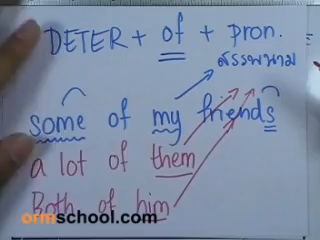 DETER + of + pron.
สรรพนาม
some of my friends
a lot of them
Both of him
ormschool.com